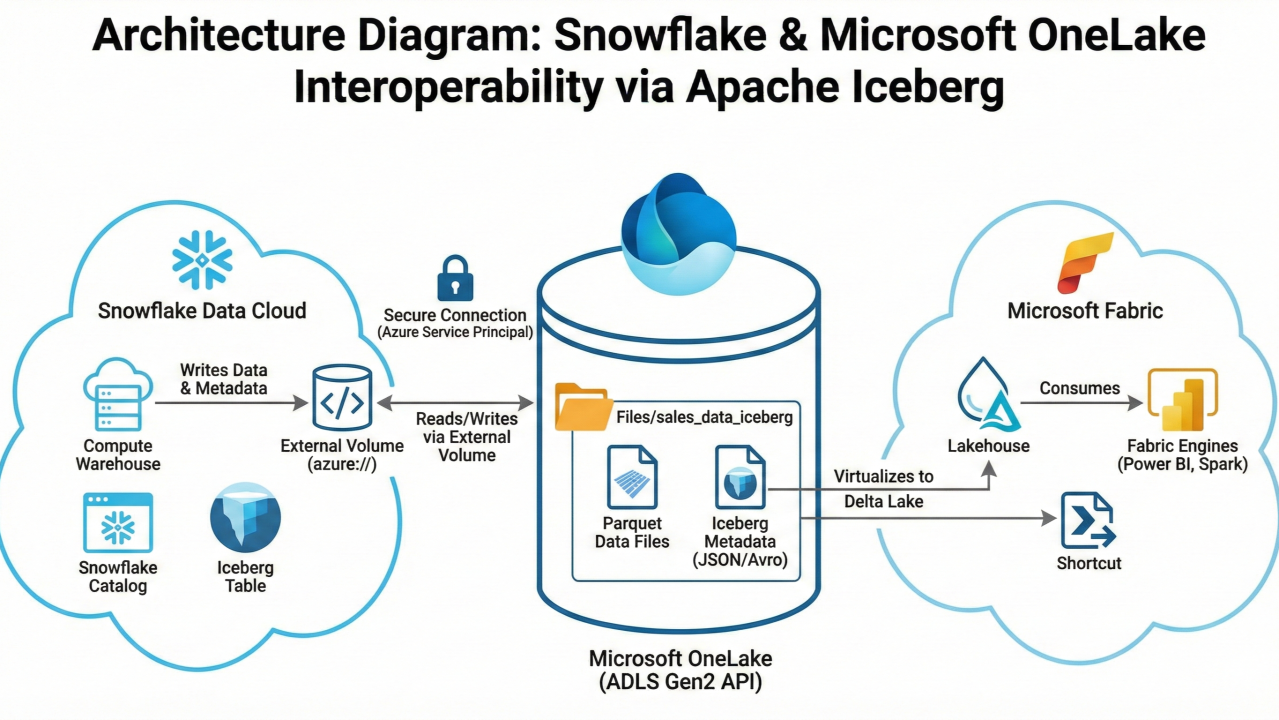 Architecture Diagram: Snowflake & Microsoft OneLake
Interoperability via Apache Iceberg
Snowflake Data Cloud
Writes Data
& Metadata
Compute
Warehouse
External Volume
(azure://)
Snowflake
Catalog
Iceberg
Table
Secure Connection
(Azure Service Principal)
Reads/Writes
via External
Volume
Files/sales_data_iceberg
Parquet
Data Files
Iceberg
Metadata
(JSON/Avro)
Microsoft OneLake
(ADLS Gen2 API)
Virtualizes to
Delta Lake
Microsoft Fabric
Lakehouse
Consumes
Fabric Engines
(Power BI, Spark)
Shortcut